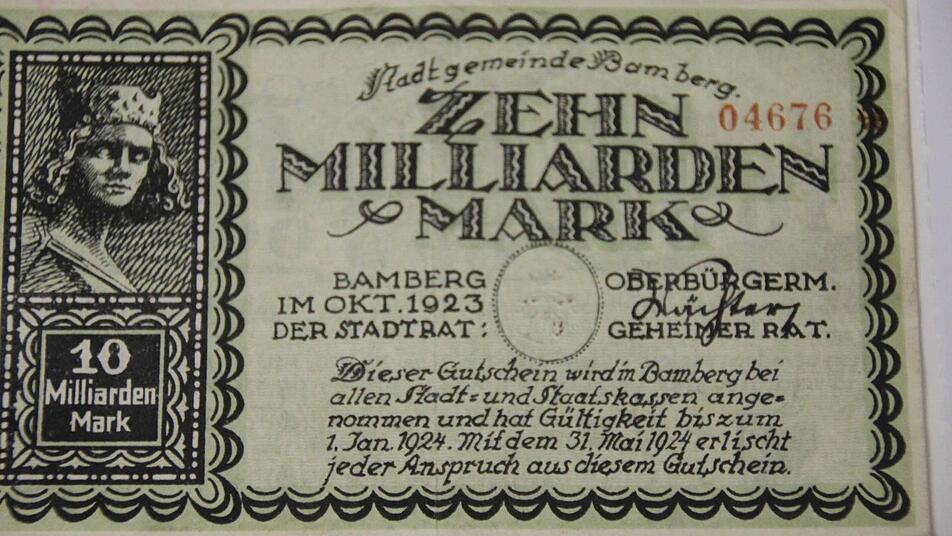 Stadtgemeinde Bamberg.
ZEHN
04676
MILLIARDEN
MARK
BAMBERG
IM OKT. 1923
DER STADTRAT:
OBERBÜRGERM.
Wächter
GEHEIMER RAT.
Dieser Gutschein wird in Bamberg bei
allen Stadt- und Staatskassen ange-
nommen und hat Gültigkeit bis zum
1. Jan. 1924. Mit dem 31. Mai 1924 erlischt
jeder Anspruch aus diesem Gutschein.
10
Milliarden
Mark